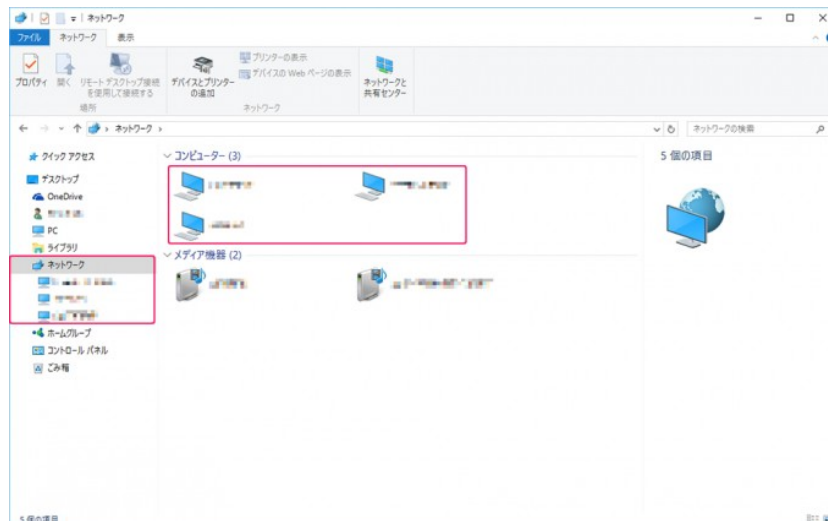 ネットワーク
ファイル ネットワーク 表示
プロパティ 開く リモート デスクトップ接続を使用して接続する
デバイスとプリンターの追加
プリンターの表示
デバイスの Web ページの表示
ネットワークと共有センター
場所 ネットワーク
ネットワーク
ネットワークの検索
クイック アクセス
デスクトップ
OneDrive
PC
ライブラリ
ネットワーク
ホームグループ
コントロール パネル
ごみ箱
コンピューター (3)
メディア機器 (2)
5 個の項目
5 個の項目